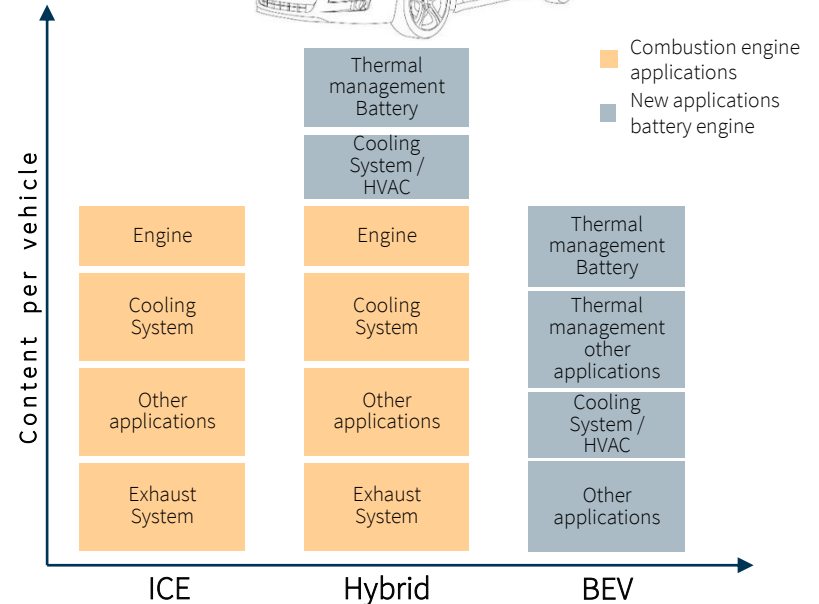 Combustion engine
applications
New applications
battery engine
Content per vehicle
Engine
Cooling
System
Other
applications
Exhaust
System
ICE
Thermal
management
Battery
Cooling
System /
HVAC
Engine
Cooling
System
Other
applications
Exhaust
System
Hybrid
Thermal
management
Battery
Thermal
management
other
applications
Cooling
System /
HVAC
Other
applications
BEV